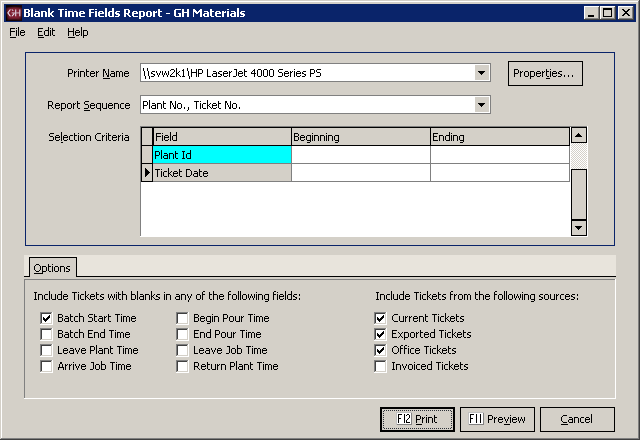 GH Blank Time Fields Report - GH Materials
File Edit Help
Printer Name \\svw2k1\HP LaserJet 4000 Series PS Properties...
Report Sequence Plant No., Ticket No.
Selection Criteria Field Beginning Ending
Plant Id
Ticket Date
Options
Include Tickets with blanks in any of the following fields: Include Tickets from the following sources:
Batch Start Time Begin Pour Time Current Tickets
Batch End Time End Pour Time Exported Tickets
Leave Plant Time Leave Job Time Office Tickets
Arrive Job Time Return Plant Time Invoiced Tickets
F12 Print F11 Preview Cancel